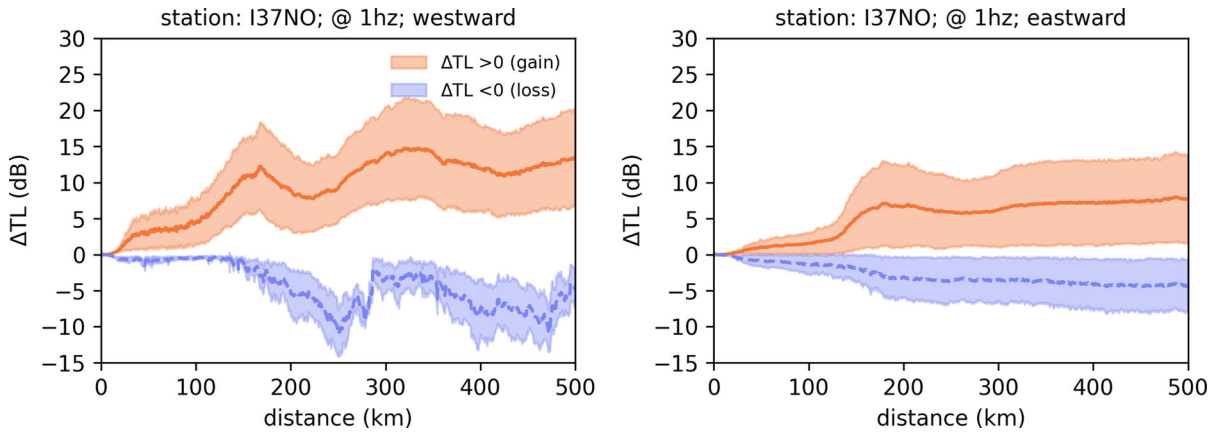 station: I37NO; @ 1hz; westward
30
25
20
15
10
5
0
−5
−10
−15
ΔTL (dB)
ΔTL >0 (gain)
ΔTL <0 (loss)
0 100 200 300 400 500
distance (km)
station: I37NO; @ 1hz; eastward
30
25
20
15
10
5
0
−5
−10
−15
ΔTL (dB)
0 100 200 300 400 500
distance (km)